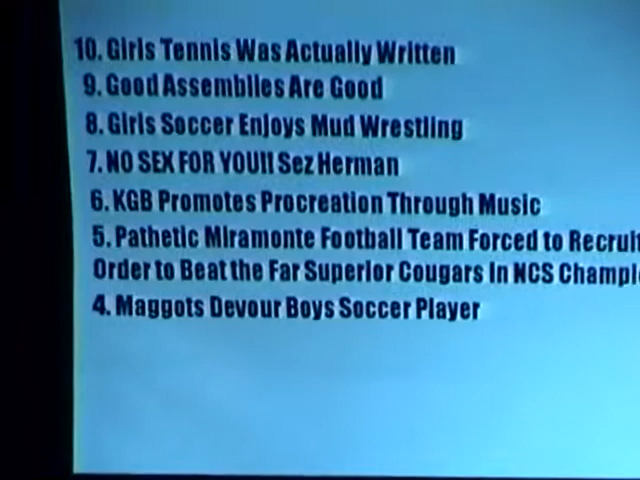 10. Girls Tennis Was Actually Written
9. Good Assemblies Are Good
8. Girls Soccer Enjoys Mud Wrestling
7. NO SEX FOR YOU!! Sez Herman
6. KGB Promotes Procreation Through Music
5. Pathetic Miramonte Football Team Forced to Recruit
Order to Beat the Far Superior Cougars in NCS Champi
4. Maggots Devour Boys Soccer Player